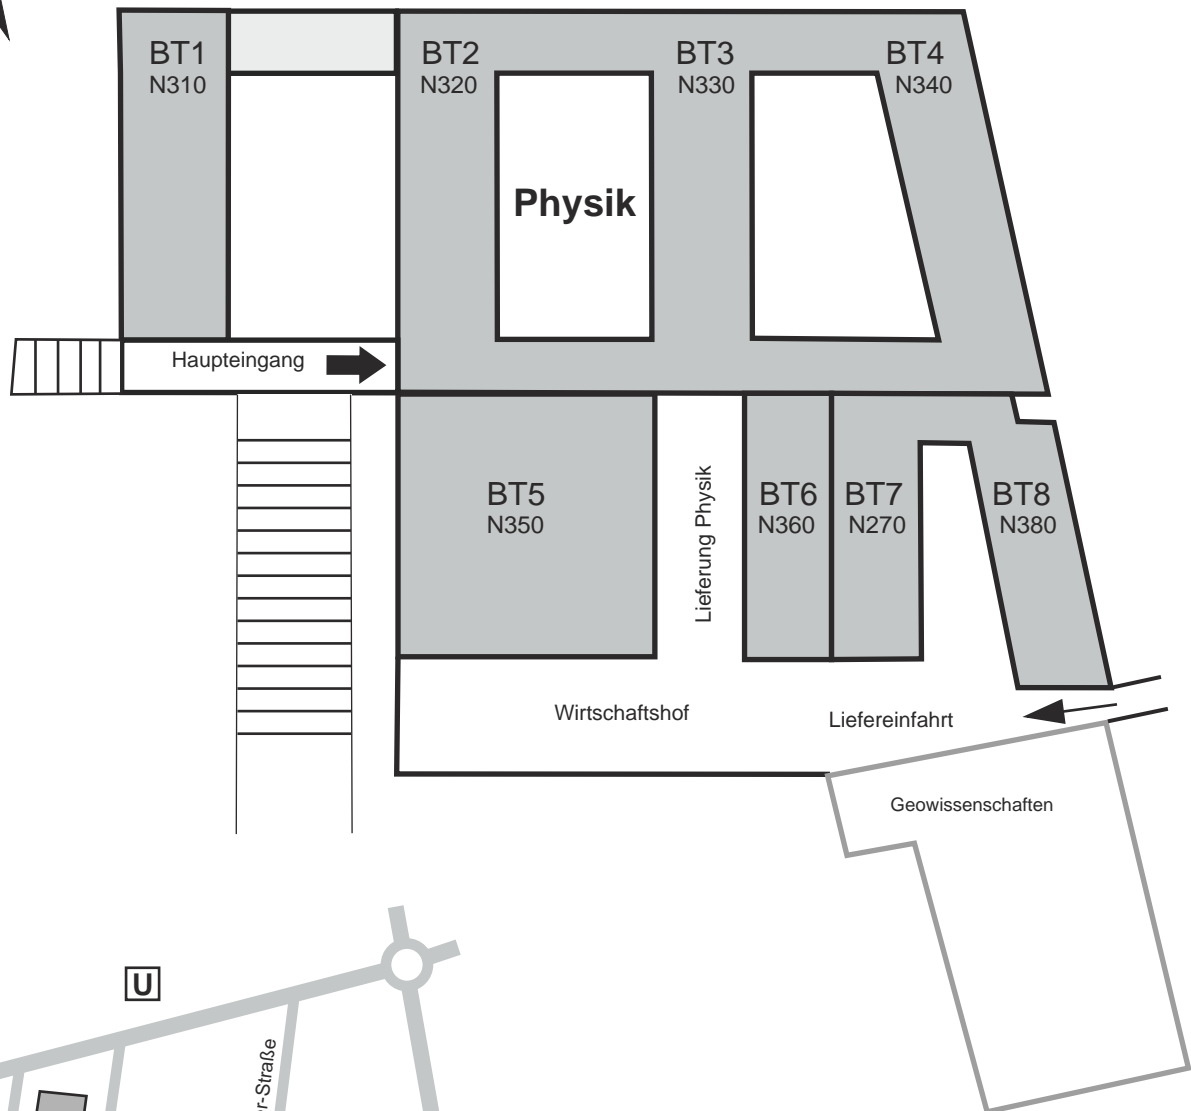 BT1
N310
BT2
N320
BT3
N330
BT4
N340
Physik
Haupteingang
BT5
N350
Lieferung Physik
BT6
N360
BT7
N270
BT8
N380
Wirtschaftshof
Liefereinfahrt
Geowissenschaften
U
r-Straße